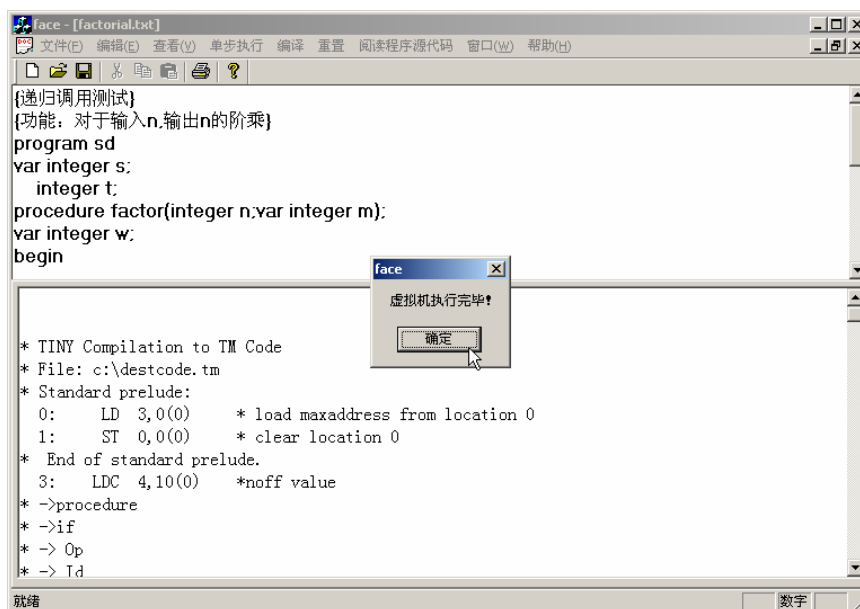 face - [factorial.txt]
文件(F) 编辑(E) 查看(V) 单步执行 编译 重置 阅读程序源代码 窗口(W) 帮助(H)
{递归调用测试}
{功能：对于输入n,输出n的阶乘}
program sd
var integer s;
integer t;
procedure factor(integer n;var integer m);
var integer w;
begin
face
虚拟机执行完毕!
确定
* TINY Compilation to TM Code
* File: c:\destcode.tm
* Standard prelude:
0: LD 3,0(0) * load maxaddress from location 0
1: ST 0,0(0) * clear location 0
* End of standard prelude.
3: LDC 4,10(0) *noff value
* ->procedure
* ->if
* -> Op
* -> Id
就绪
数字